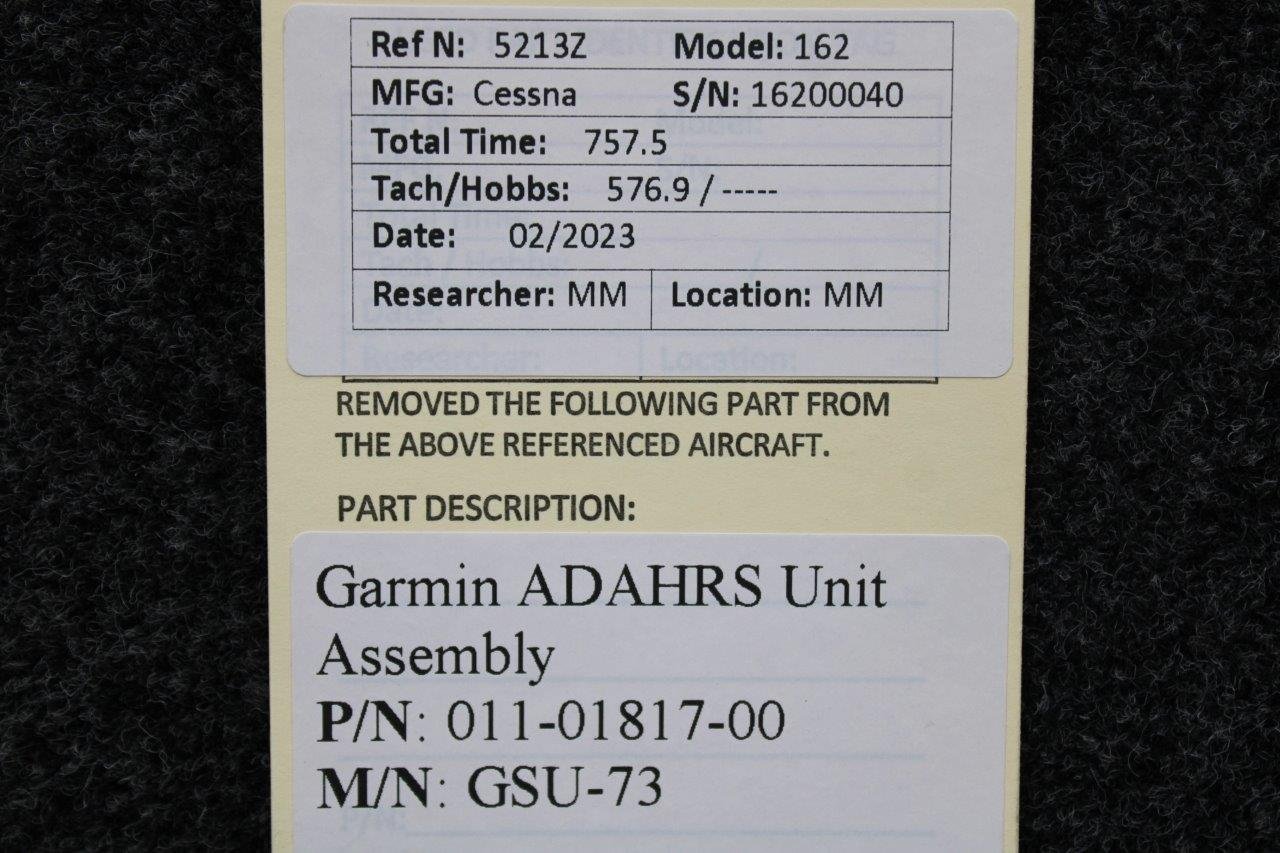 Ref N: 5213Z Model: 162
MFG: Cessna S/N: 16200040
Total Time: 757.5
Tach/Hobbs: 576.9 / -----
Date: 02/2023
Researcher: MM Location: MM
Researcher: Location:
REMOVED THE FOLLOWING PART FROM
THE ABOVE REFERENCED AIRCRAFT.
PART DESCRIPTION:
Garmin ADAHRS Unit
Assembly
P/N: 011-01817-00
M/N: GSU-73
P/N: